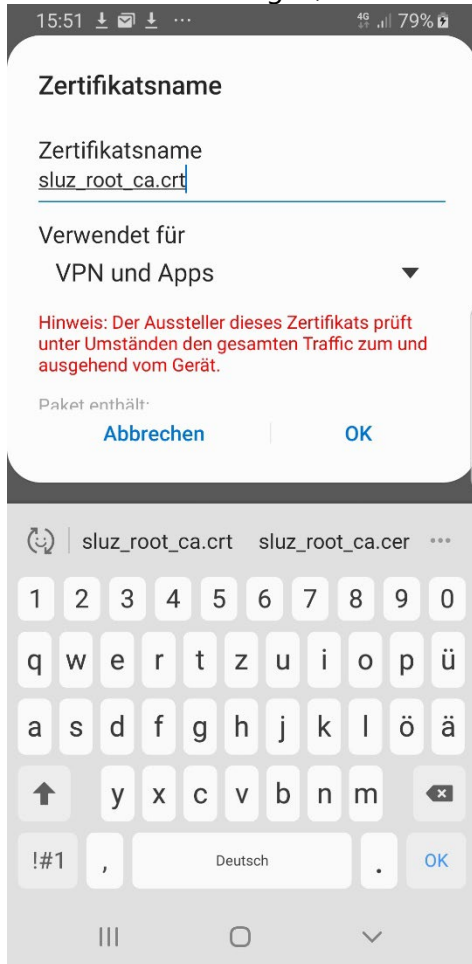 15:51 ··· 4G 79%
Zertifikatsname
Zertifikatsname
sluz_root_ca.crt
Verwendet für
VPN und Apps
Hinweis: Der Aussteller dieses Zertifikats prüft
unter Umständen den gesamten Traffic zum und
ausgehend vom Gerät.
Paket enthält:
Abbrechen OK
sluz_root_ca.crt sluz_root_ca.cer ···
1 2 3 4 5 6 7 8 9 0
q w e r t z u i o p ü
a s d f g h j k l ö ä
y x c v b n m
!#1 , Deutsch . OK